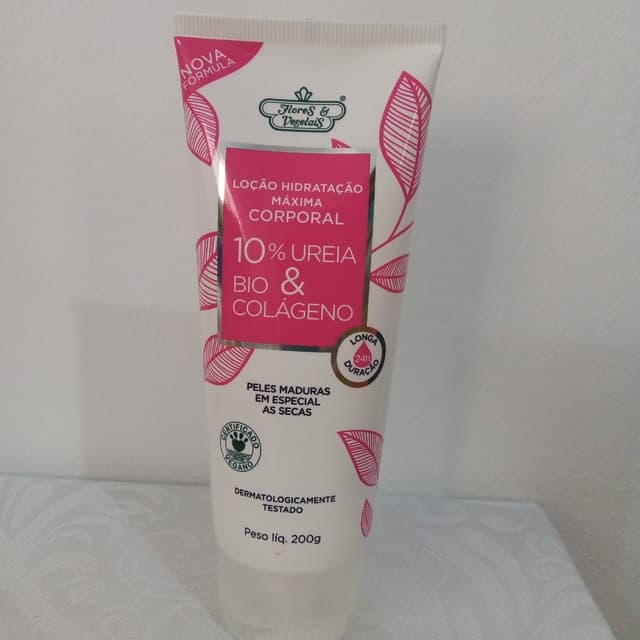 NOVA
FÓRMULA
Flores &
Vegetais
®
LOÇÃO HIDRATAÇÃO
MÁXIMA
CORPORAL
10% UREIA
BIO &
COLÁGENO
LONGA
24h
DURAÇÃO
PELES MADURAS
EM ESPECIAL
AS SECAS
CERTIFICADO
VEGANO
DERMATOLOGICAMENTE
TESTADO
Peso líq. 200g